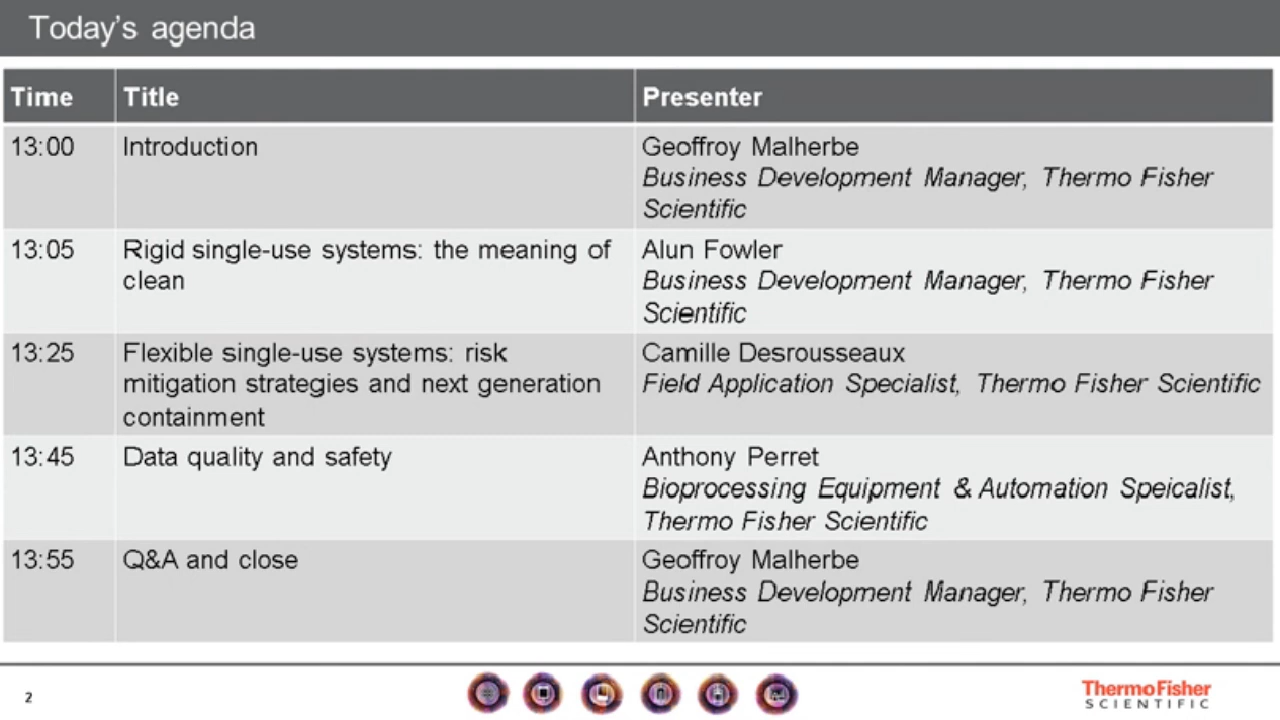 Today's agenda
Time Title Presenter
13:00 Introduction Geoffroy Malherbe
Business Development Manager, Thermo Fisher
Scientific
13:05 Rigid single-use systems: the meaning of Alun Fowler
clean Business Development Manager, Thermo Fisher
Scientific
13:25 Flexible single-use systems: risk Camille Desrousseaux
mitigation strategies and next generation Field Application Specialist, Thermo Fisher Scientific
containment
13:45 Data quality and safety Anthony Perret
Bioprocessing Equipment & Automation Speicalist,
Thermo Fisher Scientific
13:55 Q&A and close Geoffroy Malherbe
Business Development Manager, Thermo Fisher
Scientific
2
ThermoFisher
SCIENTIFIC